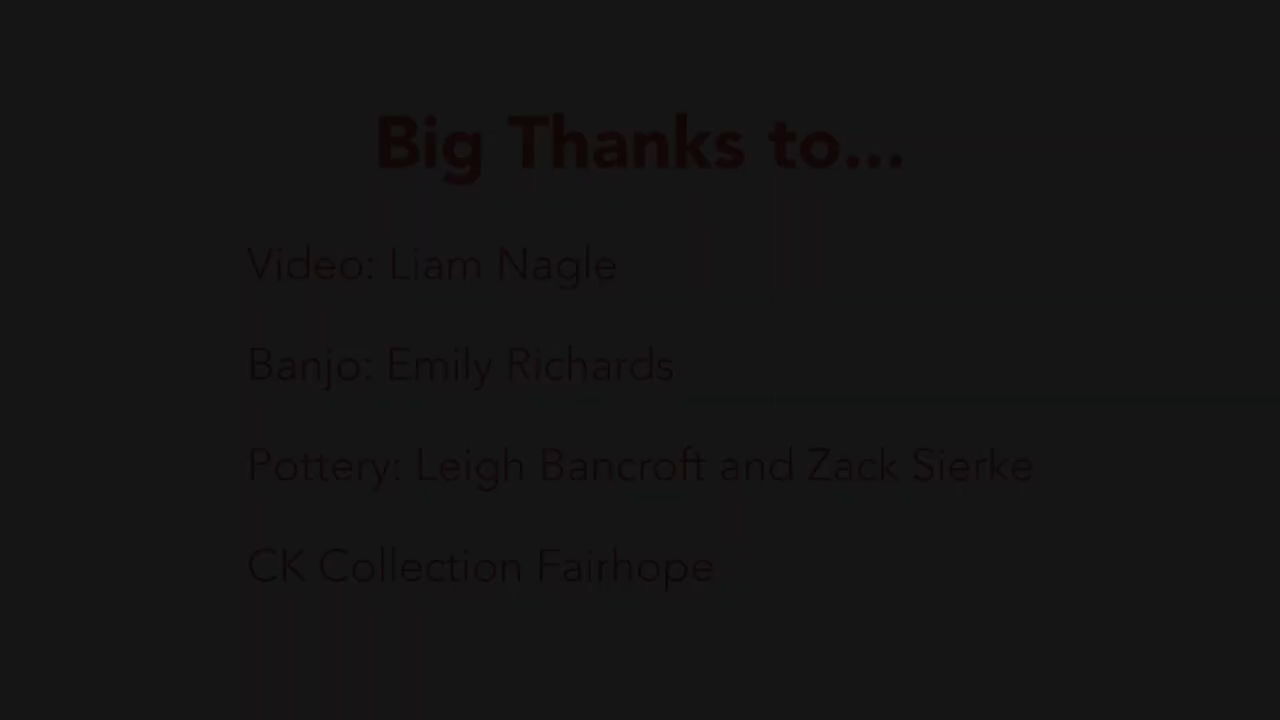 Big Thanks to...
Video: Liam Nagle
Banjo: Emily Richards
Pottery: Leigh Bancroft and Zack Sierke
CK Collection Fairhope